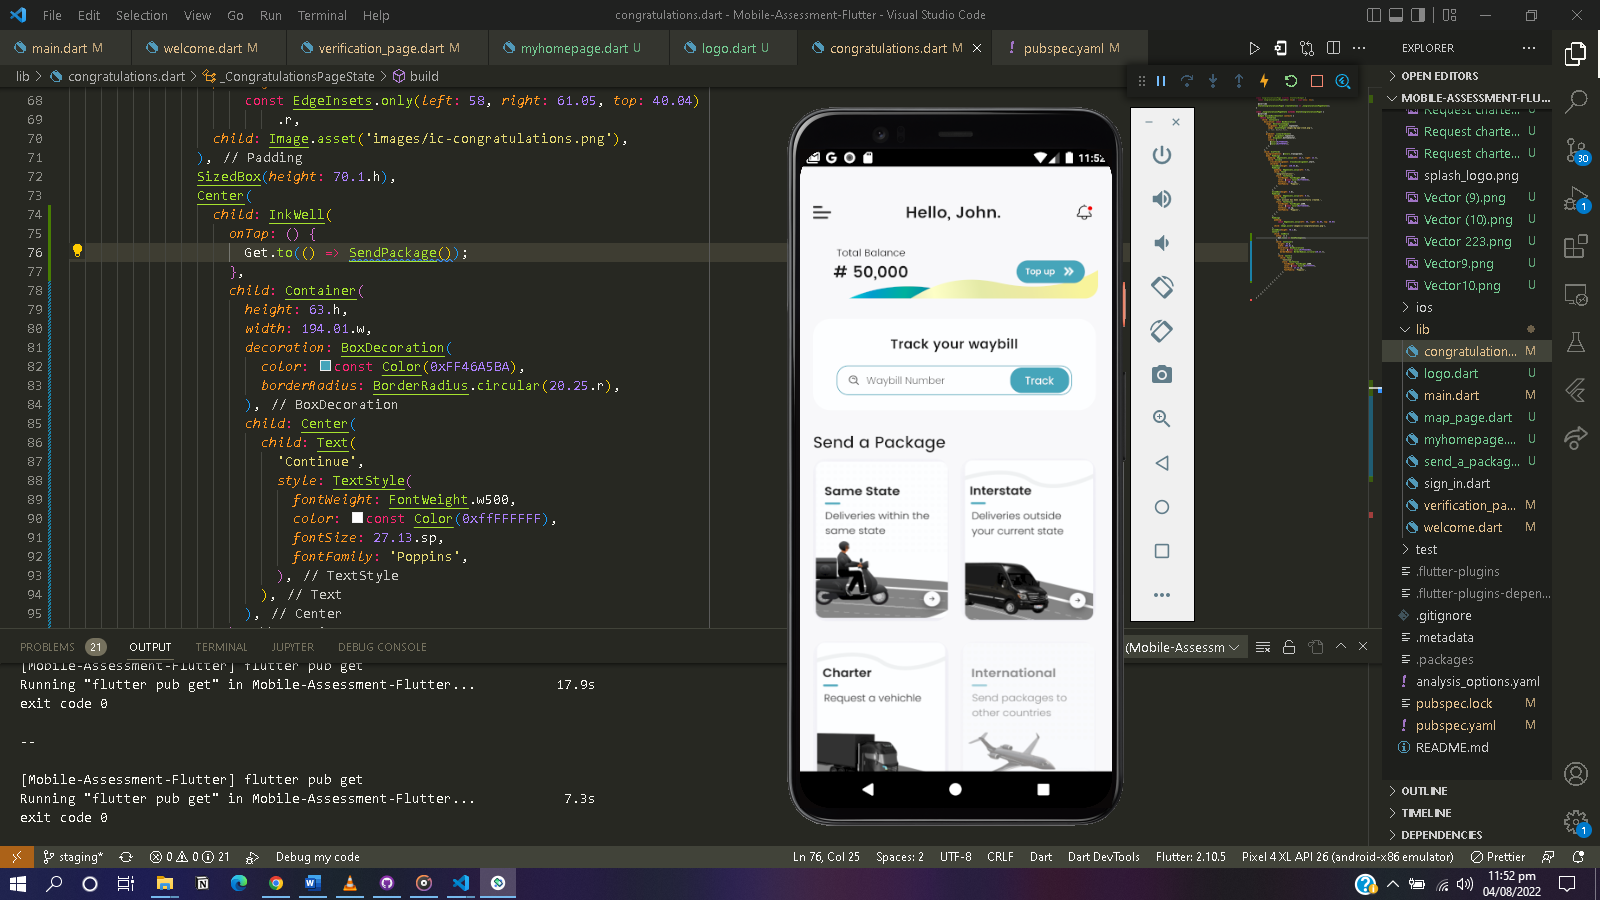 File Edit Selection View Go Run Terminal Help
congratulations.dart - Mobile-Assessment-Flutter - Visual Studio Code
main.dart M
welcome.dart M
verification_page.dart M
myhomepage.dart U
logo.dart U
congratulations.dart M
pubspec.yaml M
lib > congratulations.dart > _CongratulationsPageState > build
68 const EdgeInsets.only(left: 58, right: 61.05, top: 40.04)
69 .r,
70 child: Image.asset('images/ic-congratulations.png'),
71 ), // Padding
72 SizedBox(height: 70.1.h),
73 Center(
74 child: InkWell(
75 onTap: () {
76 Get.to(() => SendPackage());
77 },
78 child: Container(
79 height: 63.h,
80 width: 194.01.w,
81 decoration: BoxDecoration(
82 color: const Color(0xFF46A5BA),
83 borderRadius: BorderRadius.circular(20.25.r),
84 ), // BoxDecoration
85 child: Center(
86 child: Text(
87 'Continue',
88 style: TextStyle(
89 fontWeight: FontWeight.w500,
90 color: const Color(0xffFFFFFF),
91 fontSize: 27.13.sp,
92 fontFamily: 'Poppins',
93 ), // TextStyle
94 ), // Text
95 ), // Center
PROBLEMS 21 OUTPUT TERMINAL JUPYTER DEBUG CONSOLE
(Mobile-Assessm
[Mobile-Assessment-Flutter] flutter pub get
Running "flutter pub get" in Mobile-Assessment-Flutter... 17.9s
exit code 0
--
[Mobile-Assessment-Flutter] flutter pub get
Running "flutter pub get" in Mobile-Assessment-Flutter... 7.3s
exit code 0
11:52
Hello, John.
Total Balance
# 50,000
Top up
Track your waybill
Waybill Number
Track
Send a Package
Same State
Deliveries within the
same state
Interstate
Deliveries outside
your current state
Charter
Request a vehichle
International
Send packages to
other countries
EXPLORER
OPEN EDITORS
MOBILE-ASSESSMENT-FLU...
Request charte... U
Request charte... U
Request charte... U
splash_logo.png
Vector (9).png U
Vector (10).png U
Vector 223.png U
Vector9.png U
Vector10.png U
ios
lib
congratulation... M
logo.dart U
main.dart M
map_page.dart U
myhomepage.... U
send_a_packag... U
sign_in.dart
verification_pa... M
welcome.dart M
test
.flutter-plugins
.flutter-plugins-depen...
.gitignore
.metadata
.packages
analysis_options.yaml
pubspec.lock M
pubspec.yaml M
README.md
OUTLINE
TIMELINE
DEPENDENCIES
30
1
1
staging* 0 0 21 Debug my code
Ln 76, Col 25 Spaces: 2 UTF-8 CRLF Dart Dart DevTools Flutter: 2.10.5 Pixel 4 XL API 26 (android-x86 emulator) Prettier
11:52 pm
04/08/2022